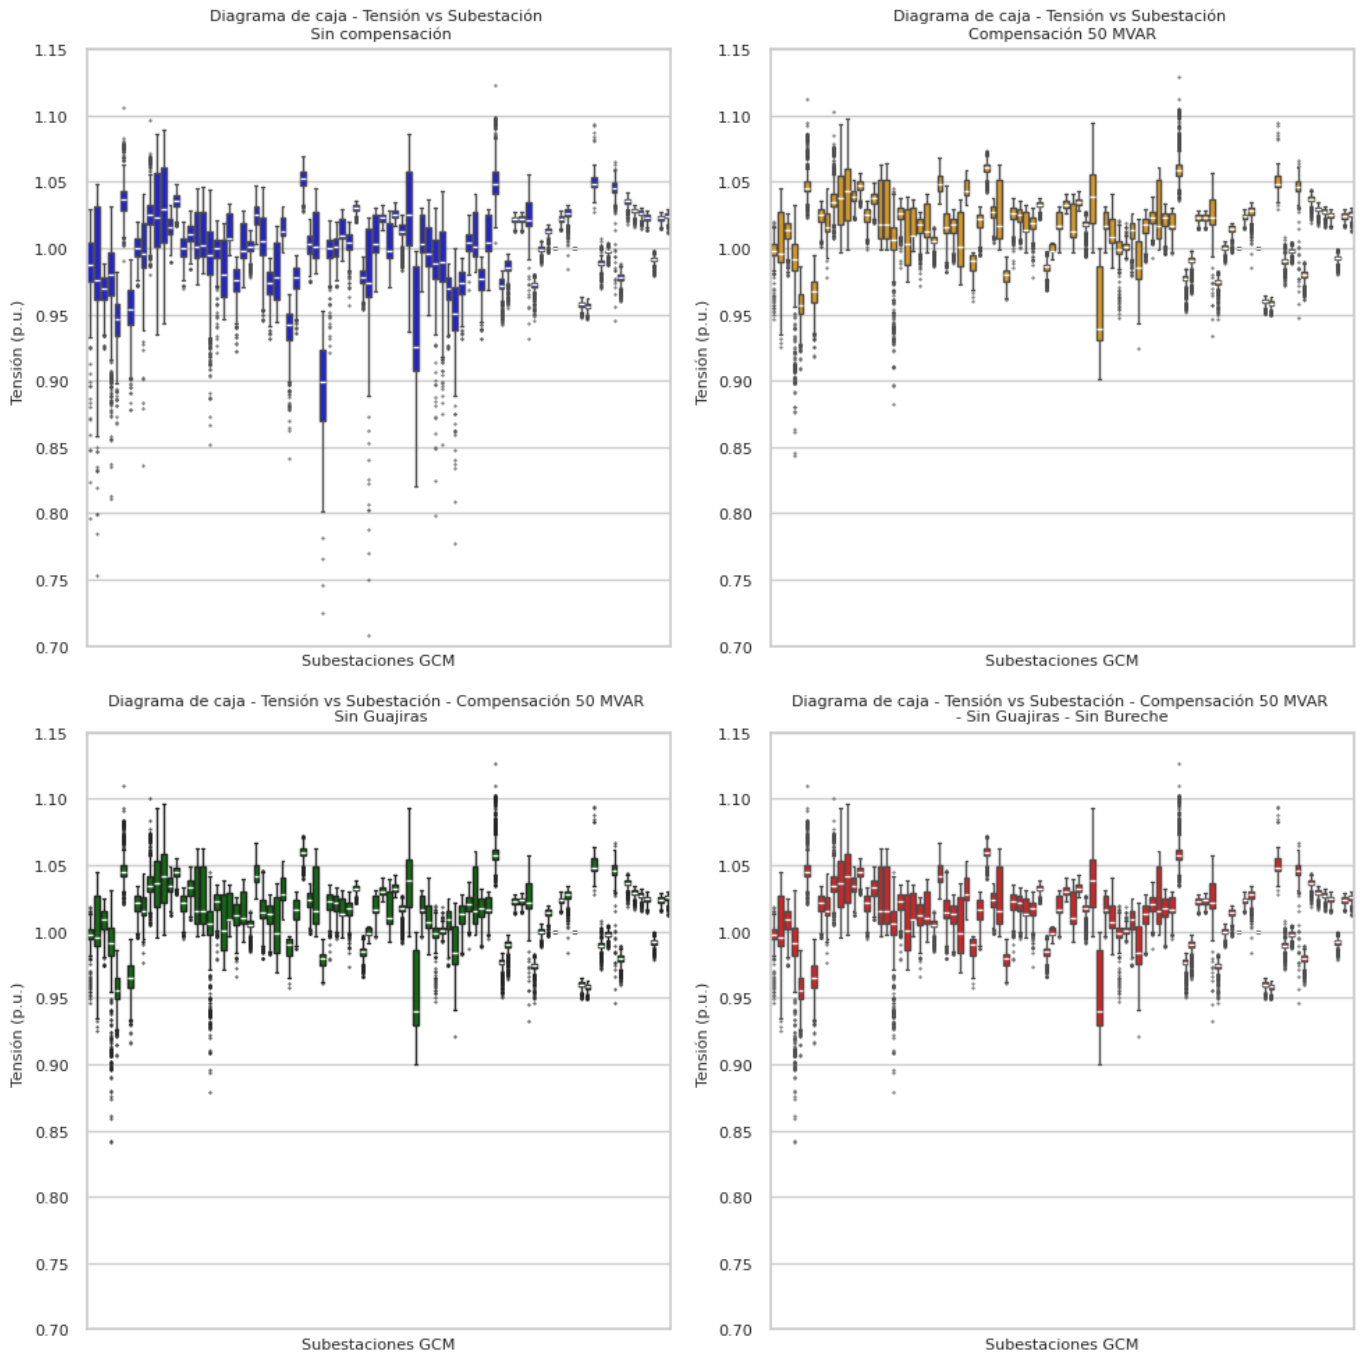 Diagrama de caja - Tensión vs Subestación
Sin compensación
1.15
1.10
1.05
1.00
0.95
0.90
0.85
0.80
0.75
0.70
Tensión (p.u.)
Subestaciones GCM
Diagrama de caja - Tensión vs Subestación
Compensación 50 MVAR
1.15
1.10
1.05
1.00
0.95
0.90
0.85
0.80
0.75
0.70
Tensión (p.u.)
Subestaciones GCM
Diagrama de caja - Tensión vs Subestación - Compensación 50 MVAR
Sin Guajiras
1.15
1.10
1.05
1.00
0.95
0.90
0.85
0.80
0.75
0.70
Tensión (p.u.)
Subestaciones GCM
Diagrama de caja - Tensión vs Subestación - Compensación 50 MVAR
- Sin Guajiras - Sin Bureche
1.15
1.10
1.05
1.00
0.95
0.90
0.85
0.80
0.75
0.70
Tensión (p.u.)
Subestaciones GCM